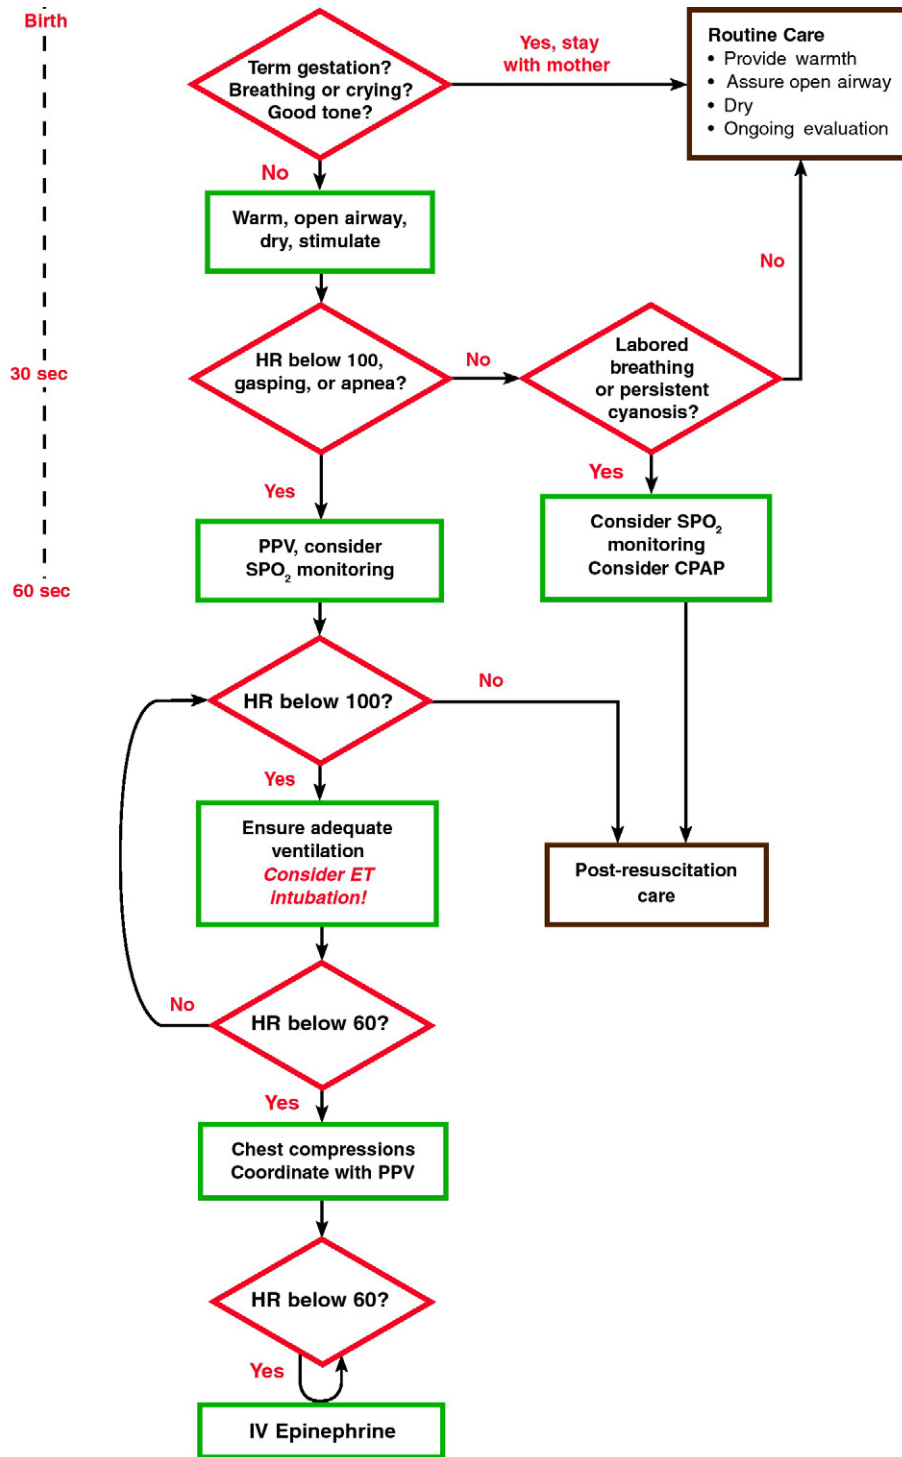 Birth
Term gestation?
Breathing or crying?
Good tone?
Yes, stay
with mother
Routine Care
• Provide warmth
• Assure open airway
• Dry
• Ongoing evaluation
No
Warm, open airway,
dry, stimulate
No
30 sec
HR below 100,
gasping, or apnea?
No
Labored
breathing
or persistent
cyanosis?
Yes
Yes
PPV, consider
SPO₂ monitoring
Consider SPO₂
monitoring
Consider CPAP
60 sec
HR below 100?
No
Yes
Ensure adequate
ventilation
Consider ET
intubation!
Post-resuscitation
care
No
HR below 60?
Yes
Chest compressions
Coordinate with PPV
HR below 60?
Yes
IV Epinephrine